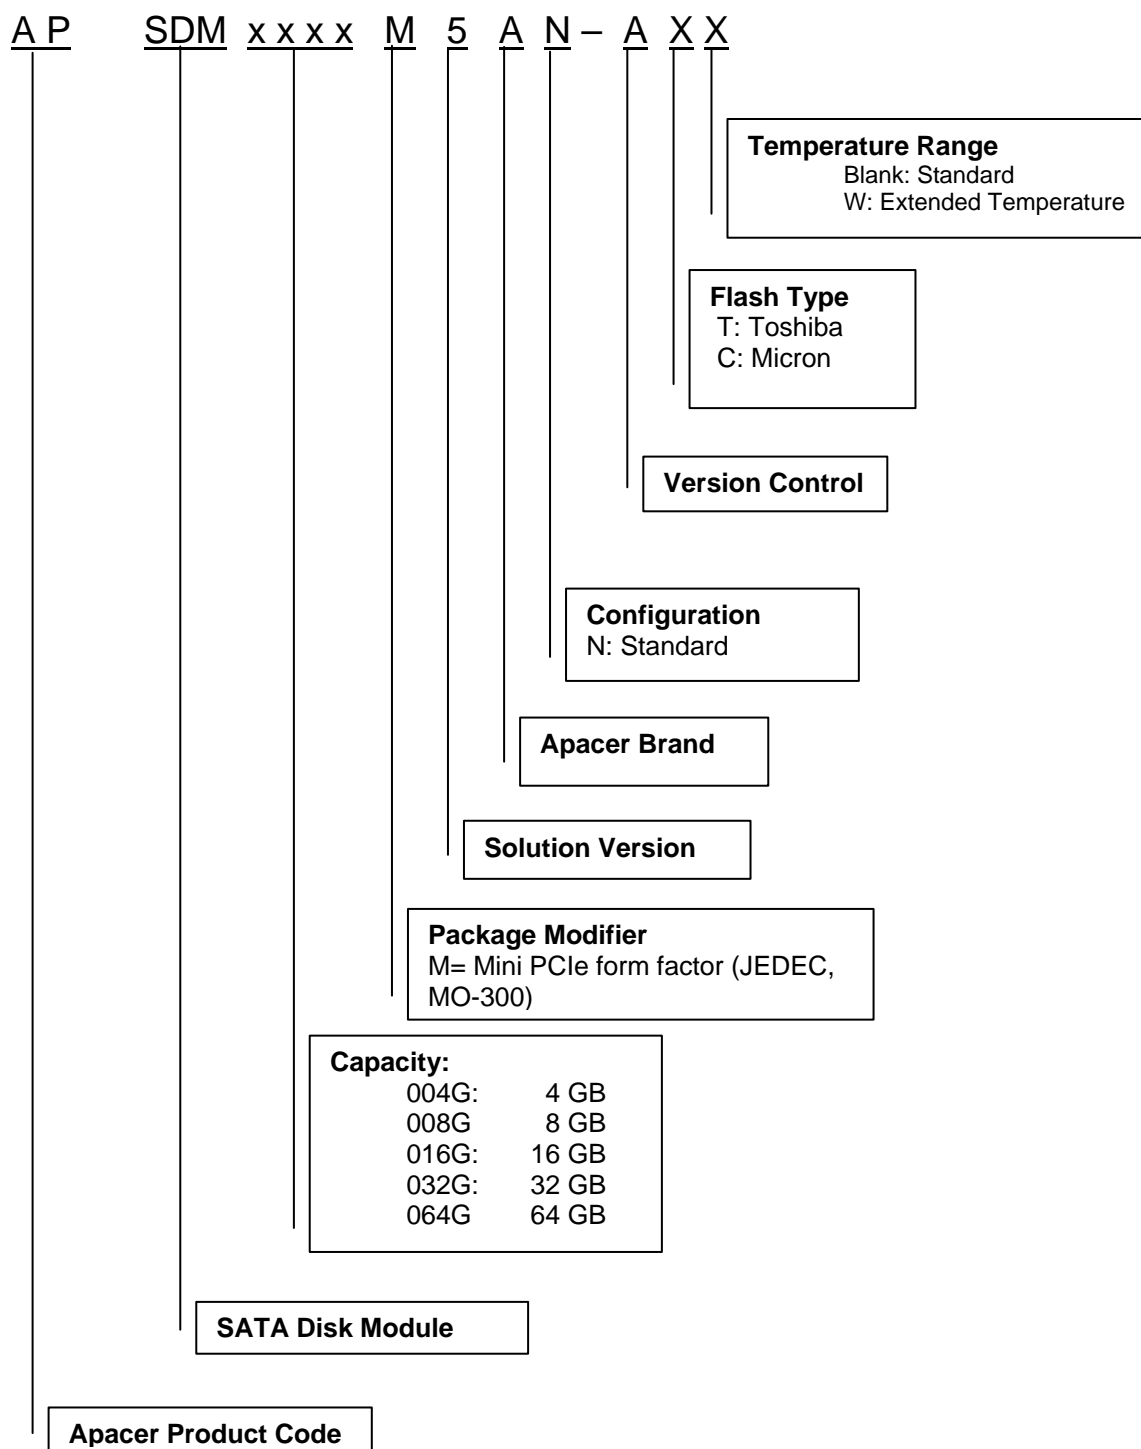 A P SDM x x x x M 5 A N – A X X
Temperature Range
Blank: Standard
W: Extended Temperature
Flash Type
T: Toshiba
C: Micron
Version Control
Configuration
N: Standard
Apacer Brand
Solution Version
Package Modifier
M= Mini PCIe form factor (JEDEC,
MO-300)
Capacity:
004G: 4 GB
008G 8 GB
016G: 16 GB
032G: 32 GB
064G 64 GB
SATA Disk Module
Apacer Product Code